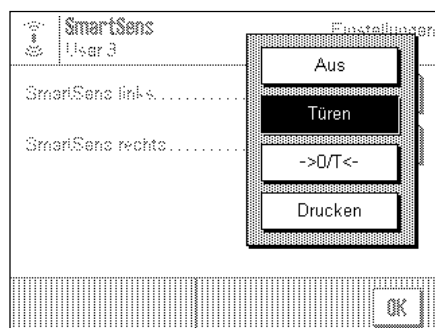 SmartSens
Einstellungen
User 3
Aus
SmartSens links..........
Türen
SmartSens rechts.......
->0/T<-
Drucken
OK